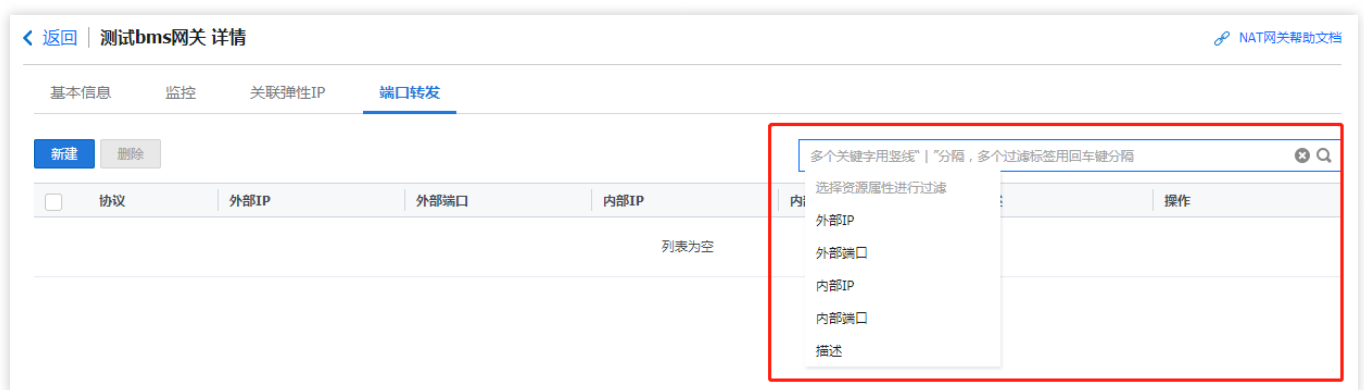 返回 测试bms网关 详情 NAT网关帮助文档
基本信息 监控 关联弹性IP 端口转发
新建 删除 多个关键字用竖线"|"分隔，多个过滤标签用回车键分隔
选择资源属性进行过滤
协议 外部IP 外部端口 内部IP 操作
外部IP
列表为空
外部端口
内部IP
内部端口
描述